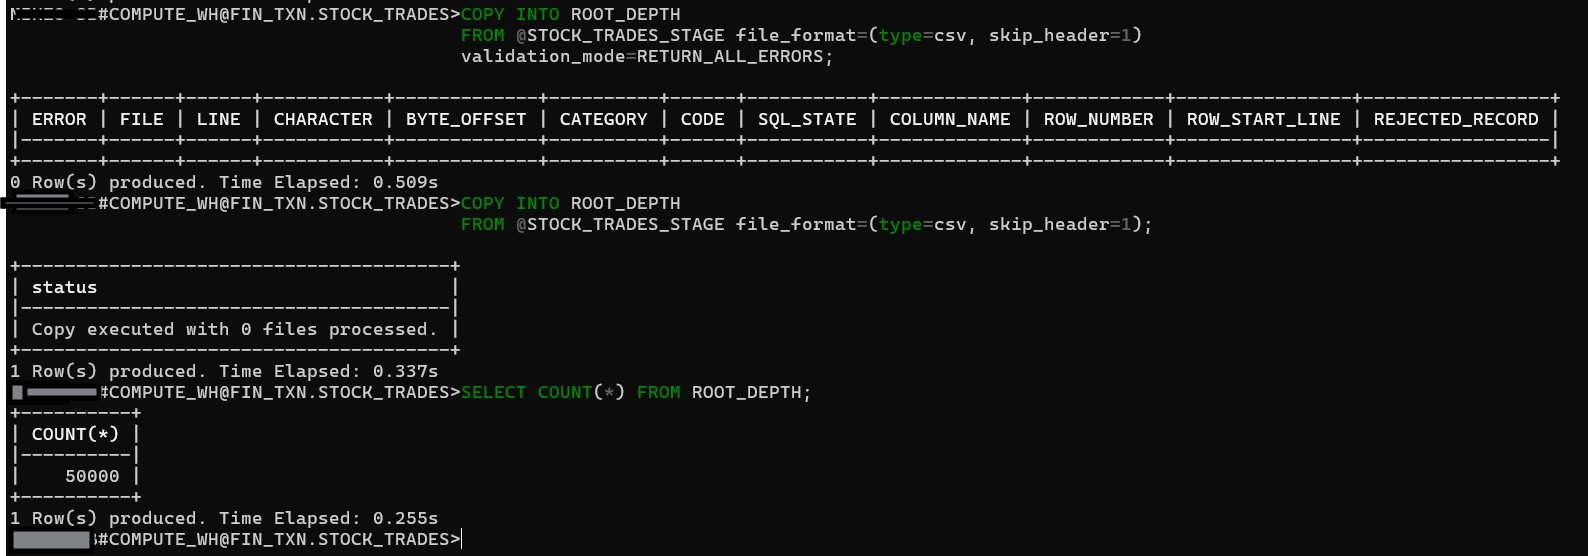 #COMPUTE_WH@FIN_TXN.STOCK_TRADES>COPY INTO ROOT_DEPTH
FROM @STOCK_TRADES_STAGE file_format=(type=csv, skip_header=1)
validation_mode=RETURN_ALL_ERRORS;
+-------+------+------+-----------+-------------+----------+------+-----------+-------------+------------+----------------+-----------------+
| ERROR | FILE | LINE | CHARACTER | BYTE_OFFSET | CATEGORY | CODE | SQL_STATE | COLUMN_NAME | ROW_NUMBER | ROW_START_LINE | REJECTED_RECORD |
|-------+------+------+-----------+-------------+----------+------+-----------+-------------+------------+----------------+-----------------|
+-------+------+------+-----------+-------------+----------+------+-----------+-------------+------------+----------------+-----------------+
0 Row(s) produced. Time Elapsed: 0.509s
#COMPUTE_WH@FIN_TXN.STOCK_TRADES>COPY INTO ROOT_DEPTH
FROM @STOCK_TRADES_STAGE file_format=(type=csv, skip_header=1);
+---------------------------------------+
| status                                |
|---------------------------------------|
| Copy executed with 0 files processed. |
+---------------------------------------+
1 Row(s) produced. Time Elapsed: 0.337s
#COMPUTE_WH@FIN_TXN.STOCK_TRADES>SELECT COUNT(*) FROM ROOT_DEPTH;
+----------+
| COUNT(*) |
|----------|
|    50000 |
+----------+
1 Row(s) produced. Time Elapsed: 0.255s
#COMPUTE_WH@FIN_TXN.STOCK_TRADES>